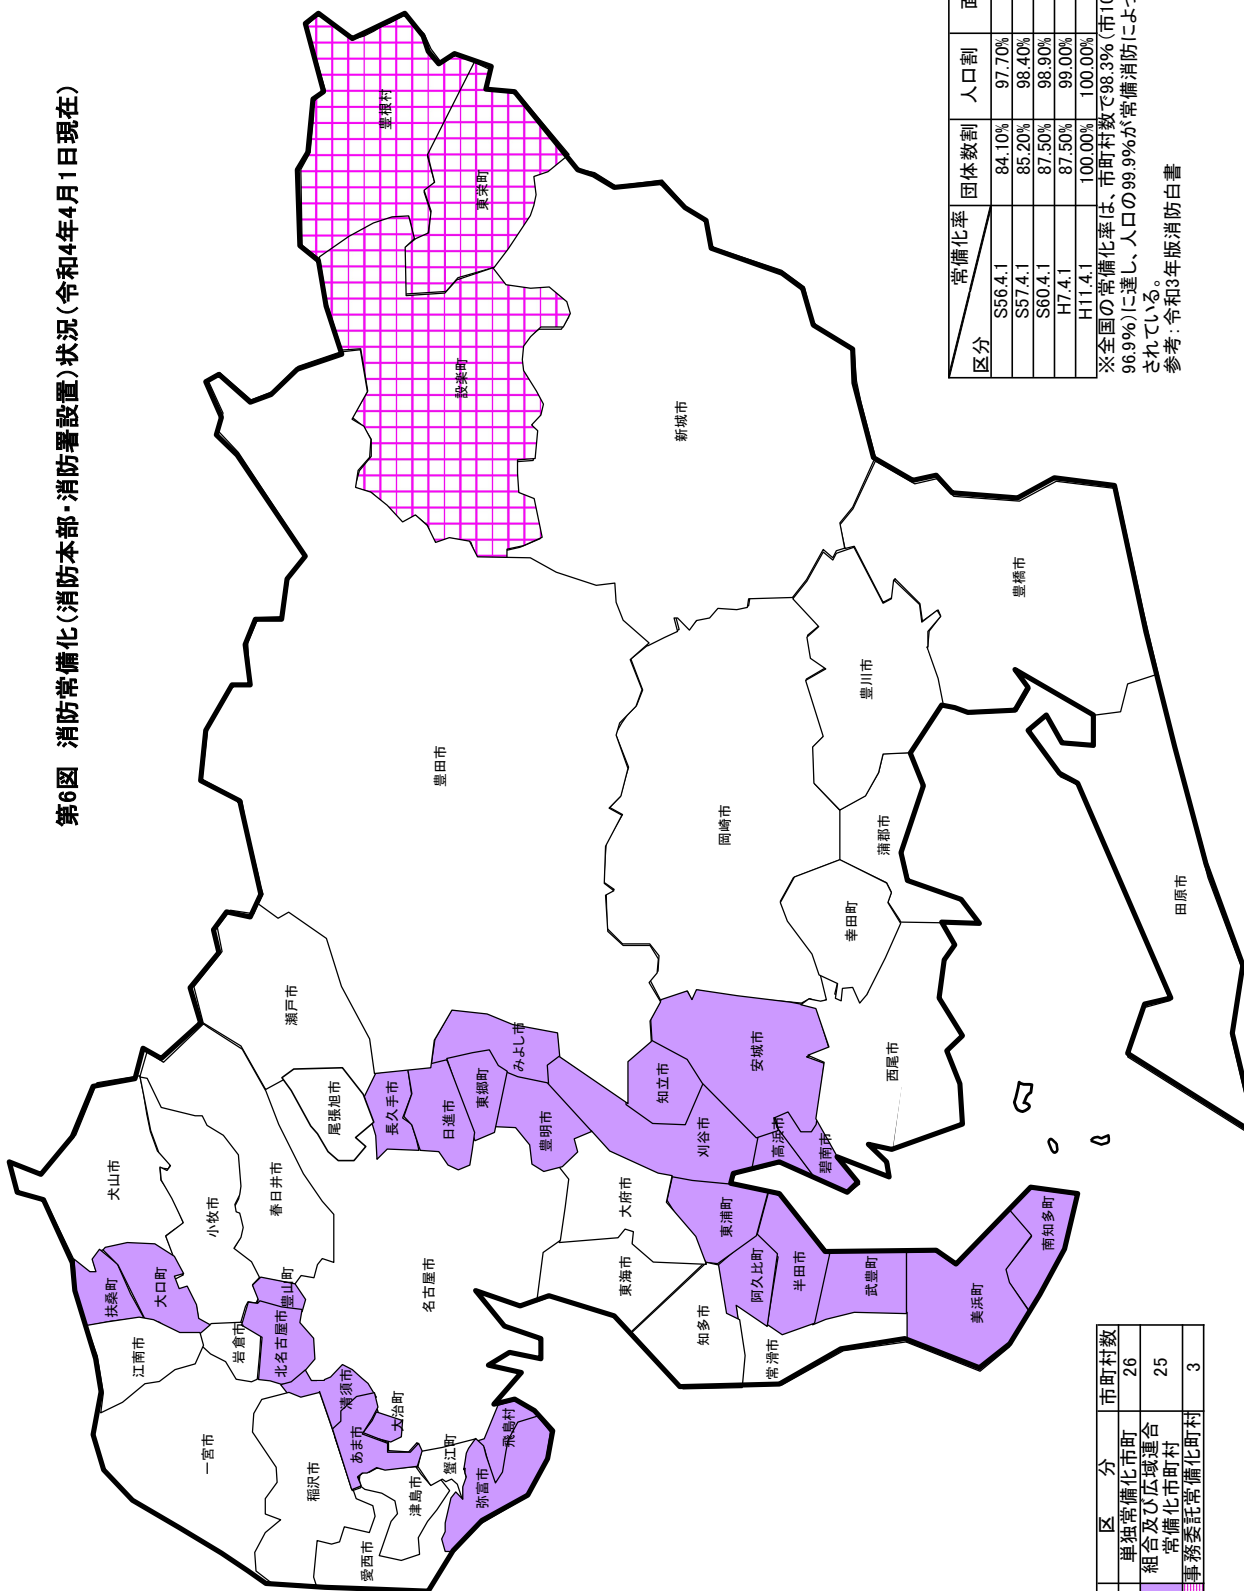 第6図 消防常備化（消防本部・消防署設置）状況（令和4年4月1日現在）
豊根村
東栄町
設楽町
新城市
豊橋市
豊田市
豊川市
岡崎市
蒲郡市
田原市
幸田町
瀬戸市
尾張旭市
長久手市
日進市
東郷町
みよし市
豊明市
知立市
安城市
西尾市
刈谷市
高浜市
碧南市
犬山市
小牧市
春日井市
扶桑町
大口町
豊山町
江南市
岩倉市
北名古屋市
名古屋市
大府市
東海市
東浦町
阿久比町
知多市
半田市
武豊町
常滑市
美浜町
南知多町
一宮市
稲沢市
清須市
あま市
大治町
蟹江町
津島市
愛西市
弥富市
飛島村
常備化率
区分 団体数割 人口割
S56.4.1 84.10% 97.70%
S57.4.1 85.20% 98.40%
S60.4.1 87.50% 98.90%
H7.4.1 87.50% 99.00%
H11.4.1 100.00% 100.00%
※全国の常備化率は、市町村数で98.3%（市10
96.9%）に達し、人口の99.9%が常備消防によっ
されている。
参考：令和3年版消防白書
区 分 市町村数
単独常備化市町 26
組合及び広域連合
常備化市町村 25
事務委託常備化町村 3